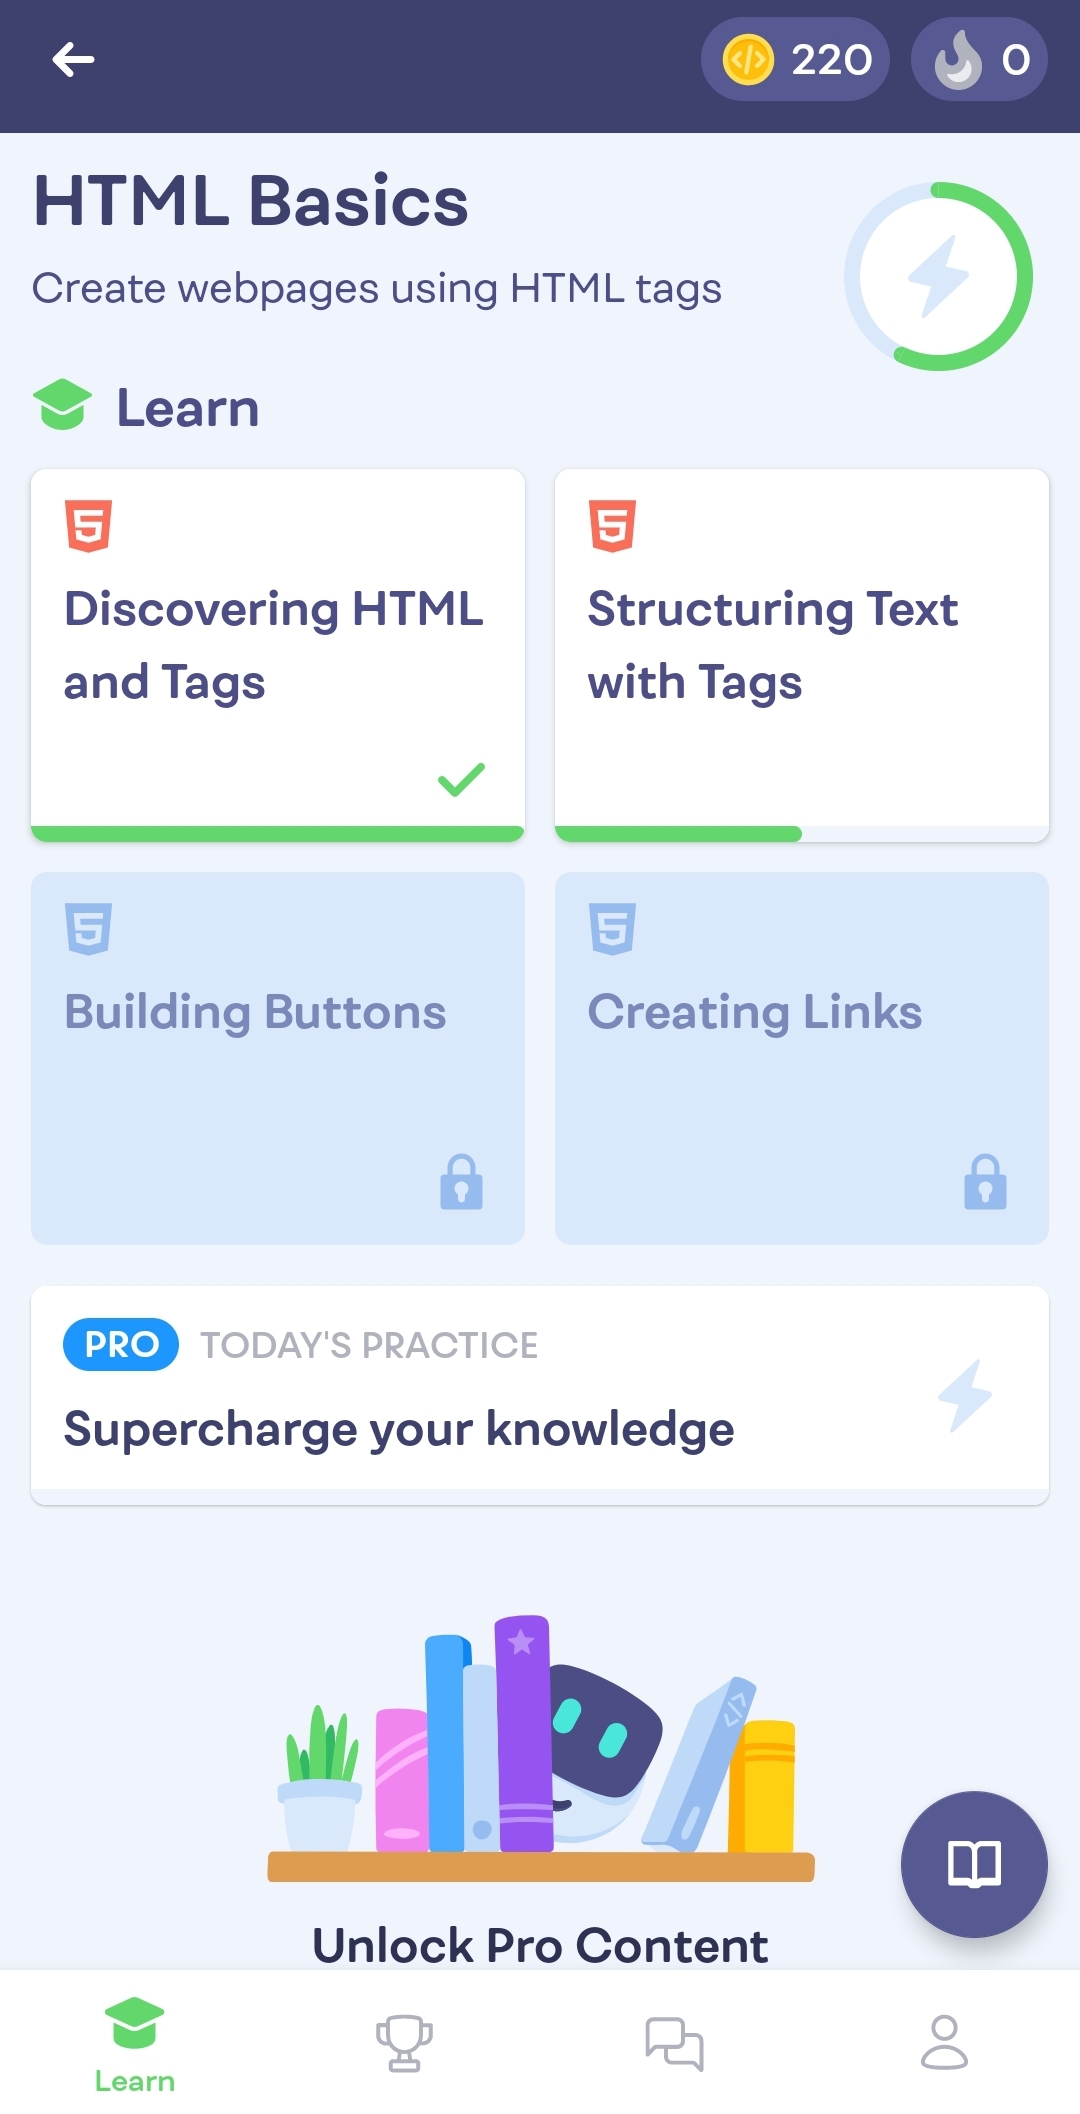 220
0
HTML Basics
Create webpages using HTML tags
Learn
Discovering HTML
and Tags
Structuring Text
with Tags
Building Buttons
Creating Links
PRO TODAY'S PRACTICE
Supercharge your knowledge
Unlock Pro Content
Learn